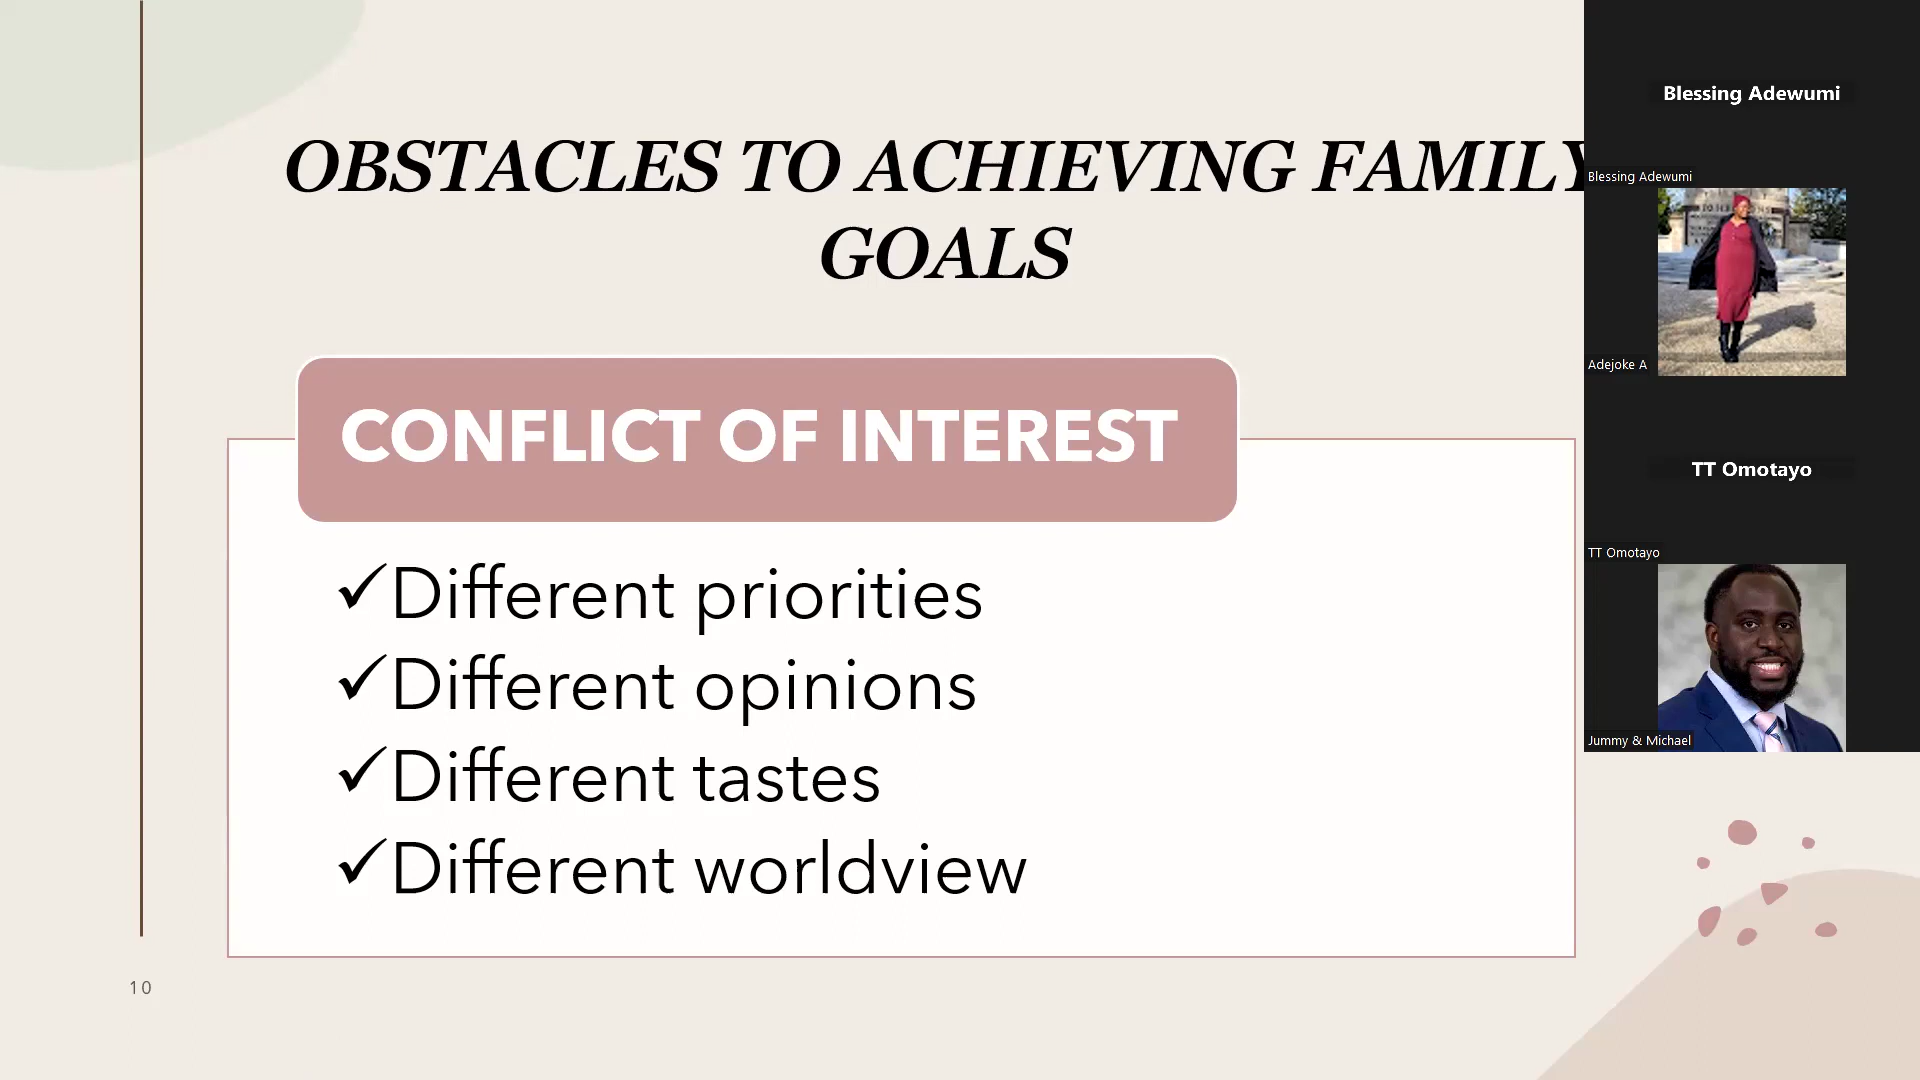 OBSTACLES TO ACHIEVING FAMILY
GOALS
CONFLICT OF INTEREST
✓Different priorities
✓Different opinions
✓Different tastes
✓Different worldview
10
Blessing Adewumi
Blessing Adewumi
Adejoke A
TT Omotayo
TT Omotayo
Jummy & Michael